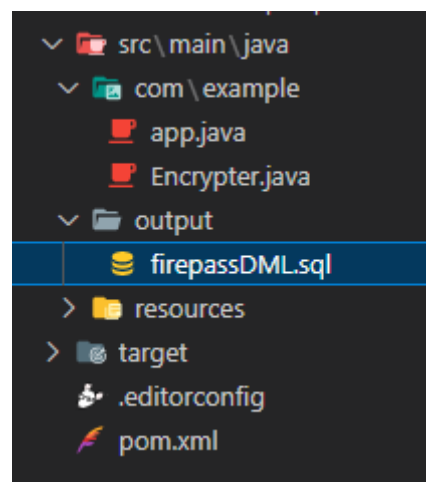 src\main\java
com\example
app.java
Encrypter.java
output
firepassDML.sql
resources
target
.editorconfig
pom.xml